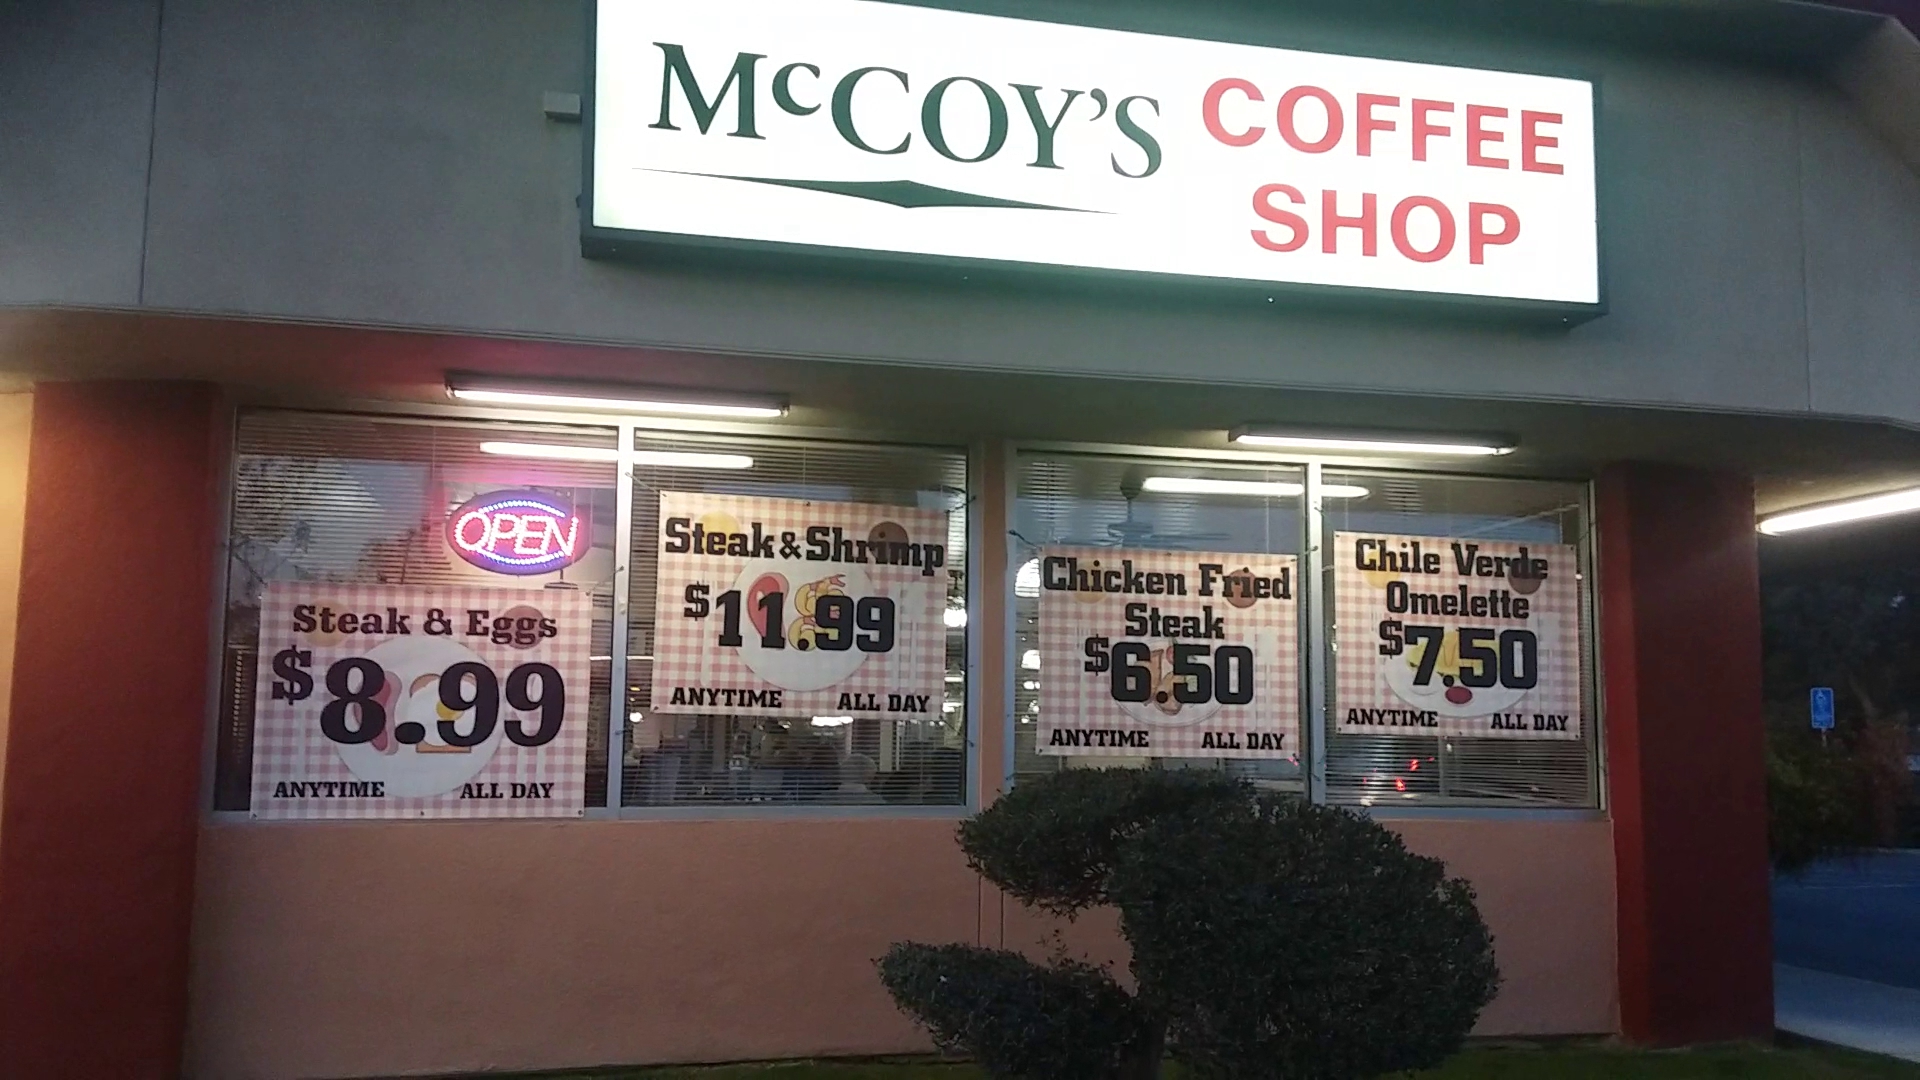 McCOY'S COFFEE
SHOP
OPEN
Steak & Eggs
$8.99
ANYTIME ALL DAY
Steak & Shrimp
$11.99
ANYTIME ALL DAY
Chicken Fried
Steak
$6.50
ANYTIME ALL DAY
Chile Verde
Omelette
$7.50
ANYTIME ALL DAY